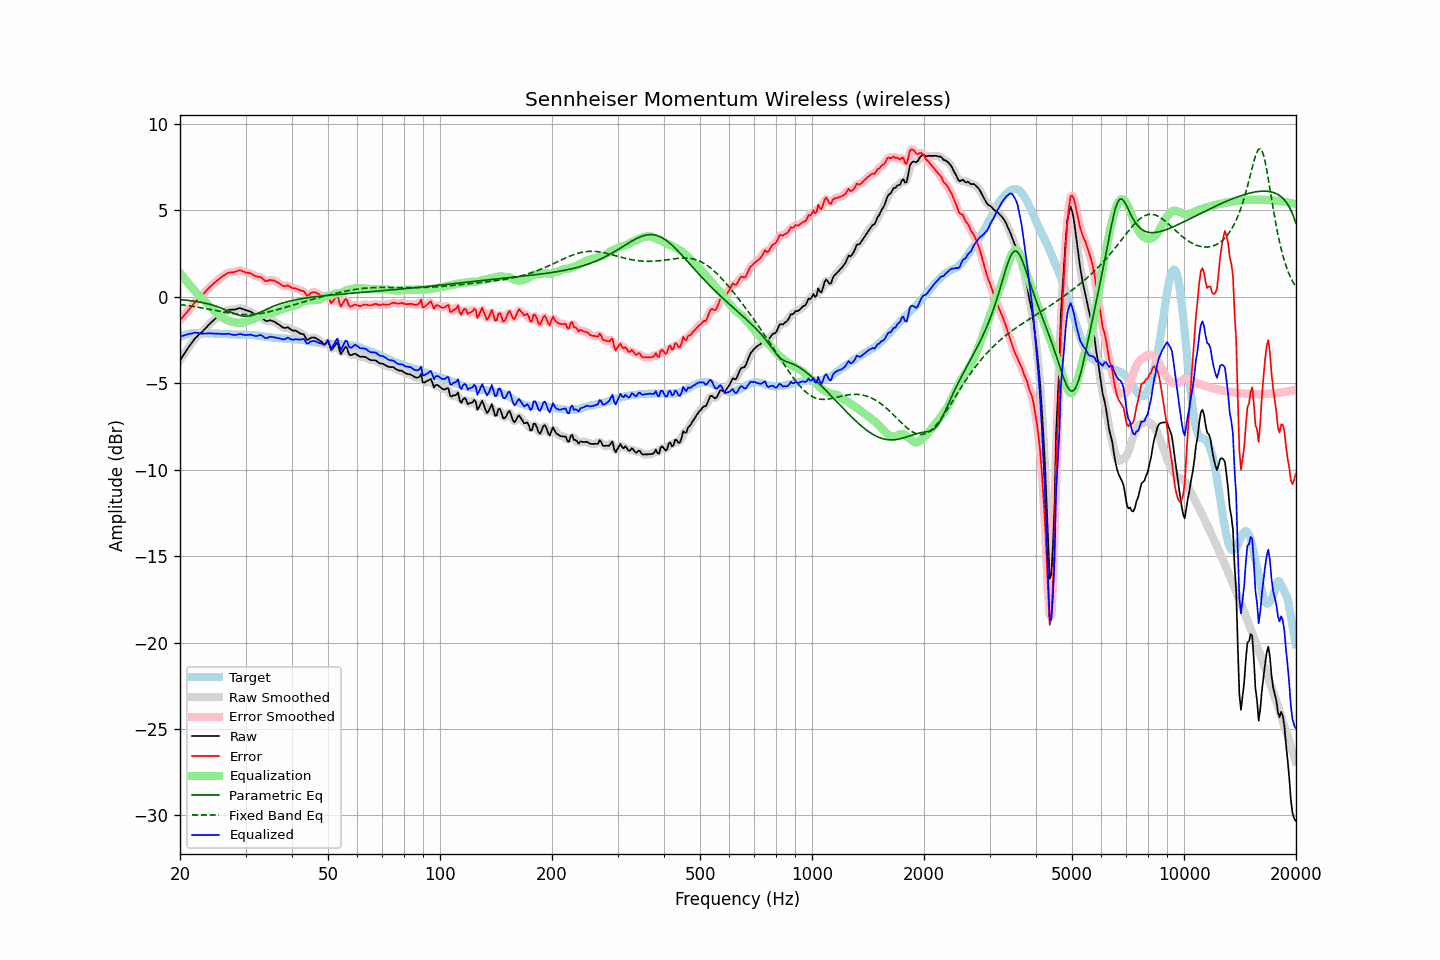 Sennheiser Momentum Wireless (wireless)
10
5
0
−5
−10
−15
−20
−25
−30
Amplitude (dBr)
Target
Raw Smoothed
Error Smoothed
Raw
Error
Equalization
Parametric Eq
Fixed Band Eq
Equalized
20 50 100 200 500 1000 2000 5000 10000 20000
Frequency (Hz)